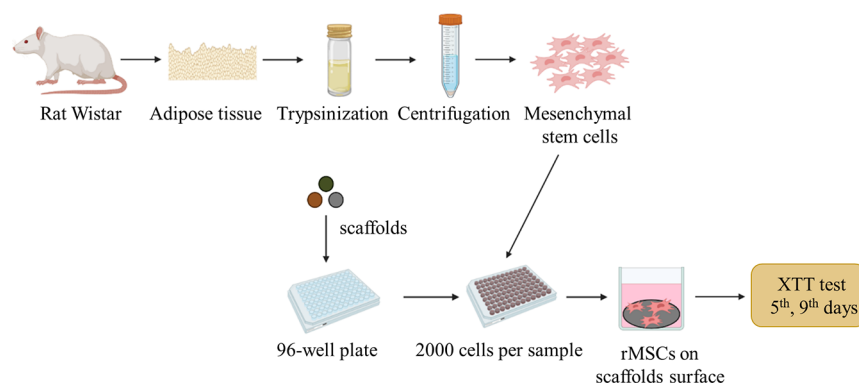 Rat Wistar
Adipose tissue
Trypsinization
Centrifugation
Mesenchymal
stem cells
scaffolds
96-well plate
2000 cells per sample
rMSCs on
scaffolds surface
XTT test
5th, 9th days